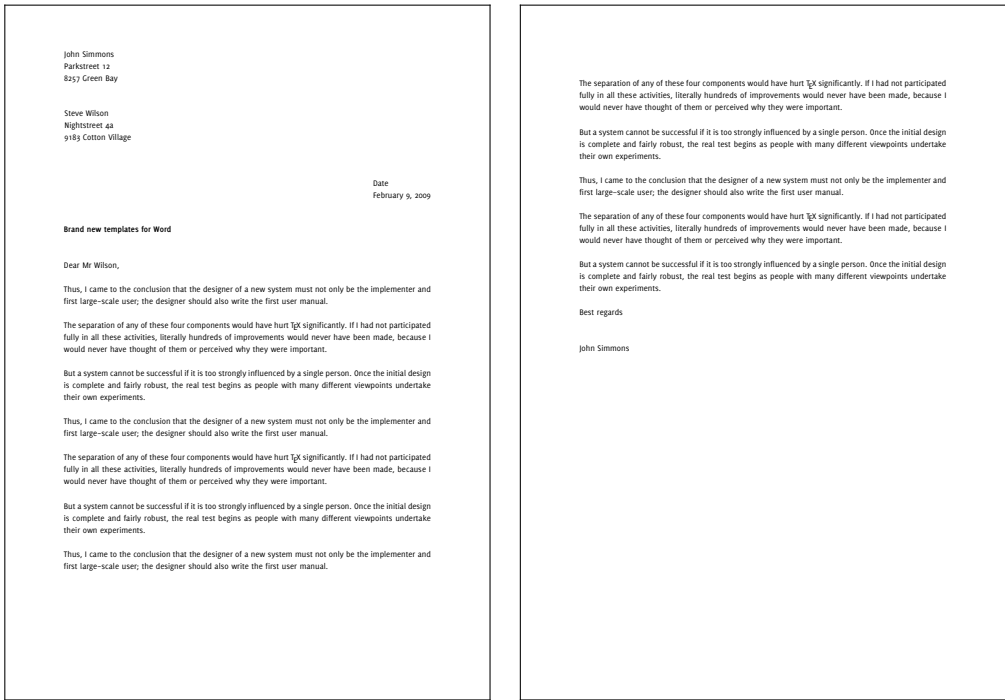 John Simmons
Parkstreet 12
8257 Green Bay
Steve Wilson
Nightstreet 4a
9183 Cotton Village
Date
February 9, 2009
Brand new templates for Word
Dear Mr Wilson,
Thus, I came to the conclusion that the designer of a new system must not only be the implementer and
first large-scale user; the designer should also write the first user manual.
The separation of any of these four components would have hurt TEX significantly. If I had not participated
fully in all these activities, literally hundreds of improvements would never have been made, because I
would never have thought of them or perceived why they were important.
But a system cannot be successful if it is too strongly influenced by a single person. Once the initial design
is complete and fairly robust, the real test begins as people with many different viewpoints undertake
their own experiments.
Thus, I came to the conclusion that the designer of a new system must not only be the implementer and
first large-scale user; the designer should also write the first user manual.
The separation of any of these four components would have hurt TEX significantly. If I had not participated
fully in all these activities, literally hundreds of improvements would never have been made, because I
would never have thought of them or perceived why they were important.
But a system cannot be successful if it is too strongly influenced by a single person. Once the initial design
is complete and fairly robust, the real test begins as people with many different viewpoints undertake
their own experiments.
Thus, I came to the conclusion that the designer of a new system must not only be the implementer and
first large-scale user; the designer should also write the first user manual.
The separation of any of these four components would have hurt TEX significantly. If I had not participated
fully in all these activities, literally hundreds of improvements would never have been made, because I
would never have thought of them or perceived why they were important.
But a system cannot be successful if it is too strongly influenced by a single person. Once the initial design
is complete and fairly robust, the real test begins as people with many different viewpoints undertake
their own experiments.
Thus, I came to the conclusion that the designer of a new system must not only be the implementer and
first large-scale user; the designer should also write the first user manual.
The separation of any of these four components would have hurt TEX significantly. If I had not participated
fully in all these activities, literally hundreds of improvements would never have been made, because I
would never have thought of them or perceived why they were important.
But a system cannot be successful if it is too strongly influenced by a single person. Once the initial design
is complete and fairly robust, the real test begins as people with many different viewpoints undertake
their own experiments.
Best regards
John Simmons